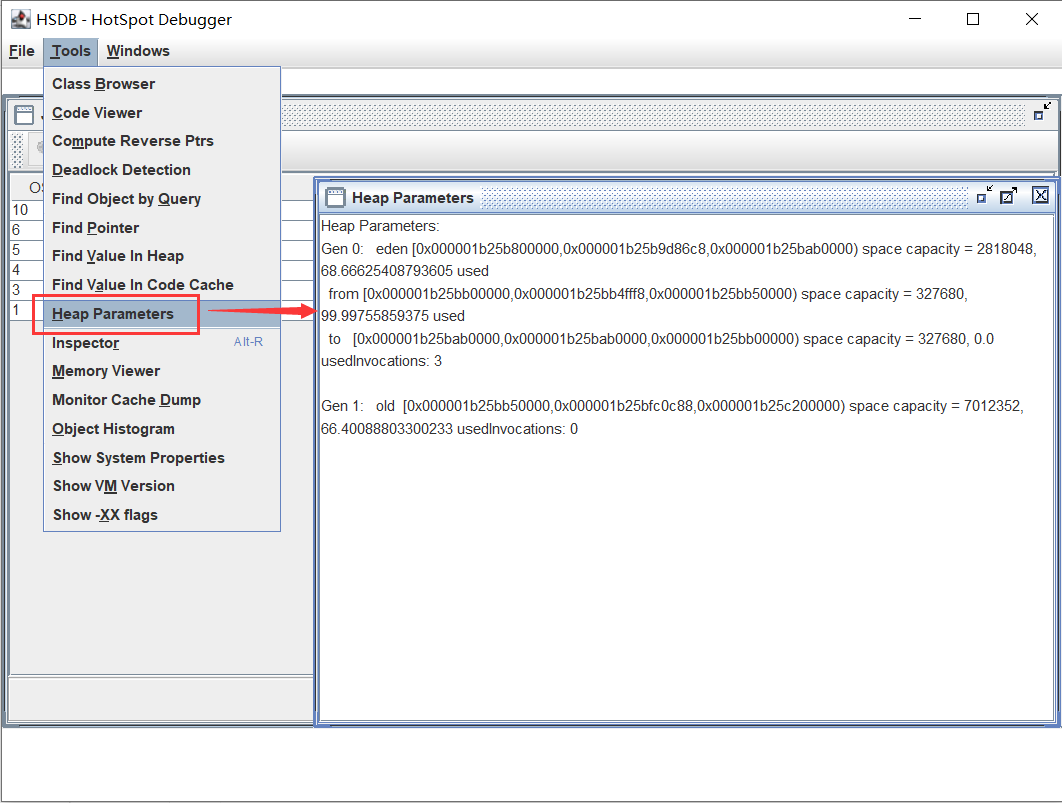 HSDB - HotSpot Debugger
File Tools Windows
Class Browser
Code Viewer
Compute Reverse Ptrs
Deadlock Detection
Find Object by Query
Find Pointer
Find Value In Heap
Find Value In Code Cache
Heap Parameters
Inspector Alt-R
Memory Viewer
Monitor Cache Dump
Object Histogram
Show System Properties
Show VM Version
Show -XX flags
10
6
5
4
3
1
Heap Parameters
Heap Parameters:
Gen 0: eden [0x000001b25b800000,0x000001b25b9d86c8,0x000001b25bab0000) space capacity = 2818048,
68.66625408793605 used
from [0x000001b25bb00000,0x000001b25bb4fff8,0x000001b25bb50000) space capacity = 327680,
99.99755859375 used
to [0x000001b25bab0000,0x000001b25bab0000,0x000001b25bb00000) space capacity = 327680, 0.0
usedInvocations: 3
Gen 1: old [0x000001b25bb50000,0x000001b25bfc0c88,0x000001b25c200000) space capacity = 7012352,
66.40088803300233 usedInvocations: 0